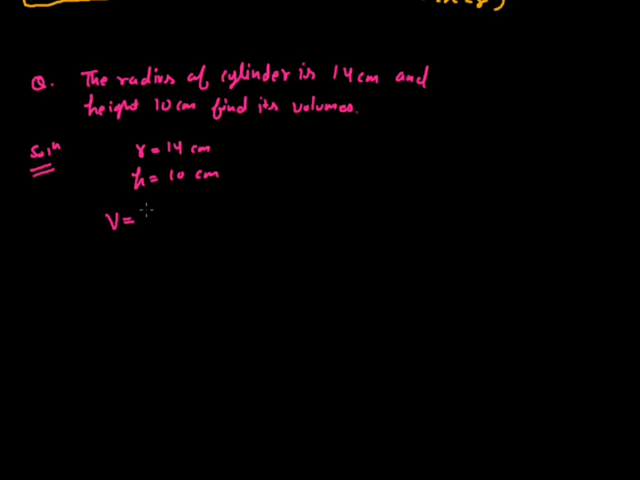 Q. The radius of cylinder is 14 cm and
height 10 cm find its volumes.
Soln r = 14 cm
h = 10 cm
V =